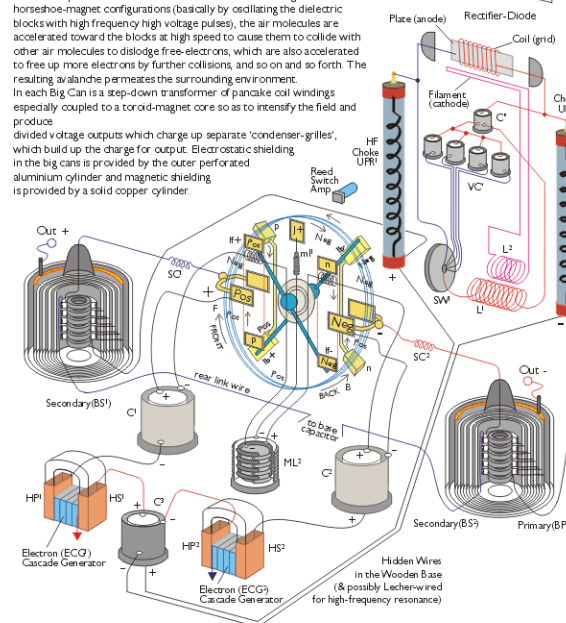 horseshoe-magnet configurations (basically by oscillating the dielectric
blocks with high frequency high voltage pulses), the air molecules are
accelerated toward the blocks at high speed to cause them to collide with
other air molecules to dislodge free-electrons, which are also accelerated
to free up more electrons by further collisions, and so on and so forth. The
resulting avalanche permeates the surrounding environment.
In each Big Can is a step-down transformer of pancake coil windings
especially coupled to a toroid-magnet core so as to intensify the field and
produce
divided voltage outputs which charge up separate 'condenser-grilles',
which build up the charge for output. Electrostatic shielding
in the big cans is provided by the outer perforated
aluminium cylinder and magnetic shielding
is provided by a solid copper cylinder.
Rectifier-Diode
Plate (anode)
Coil (grid)
Filament
(cathode)
C⁴
VC¹
HF
Choke
UPR¹
+
SW¹
L²
L¹
−
Reed
Switch
Amp
Out +
SC¹
Secondary(BS¹)
P
J+
Neg
Pos
Neg
ml¹
n
Neg
+
Pos
Neg
−
F
FRONT
Pos
P
Neg
Pos
Pos
BACK
B
n
rear link wire
to base
capacitor
SC²
Out -
Secondary(BS²)
C¹
+
−
ML²
+
−
C²
+
−
HP¹
HS¹
C³
+
−
Electron (ECG¹)
Cascade Generator
HP²
HS²
Electron (ECG²)
Cascade Generator
Hidden Wires
in the Wooden Base
(& possibly Lecher-wired
for high-frequency resonance)